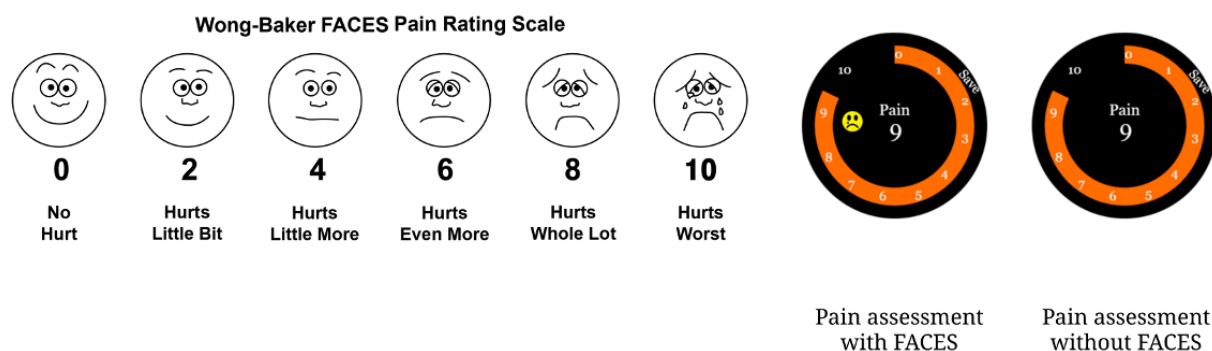 Wong-Baker FACES Pain Rating Scale
0
No
Hurt
2
Hurts
Little Bit
4
Hurts
Little More
6
Hurts
Even More
8
Hurts
Whole Lot
10
Hurts
Worst
0
1
Save
2
3
4
5
6
7
8
9
10
Pain
9
Pain assessment
with FACES
0
1
Save
2
3
4
5
6
7
8
9
10
Pain
9
Pain assessment
without FACES